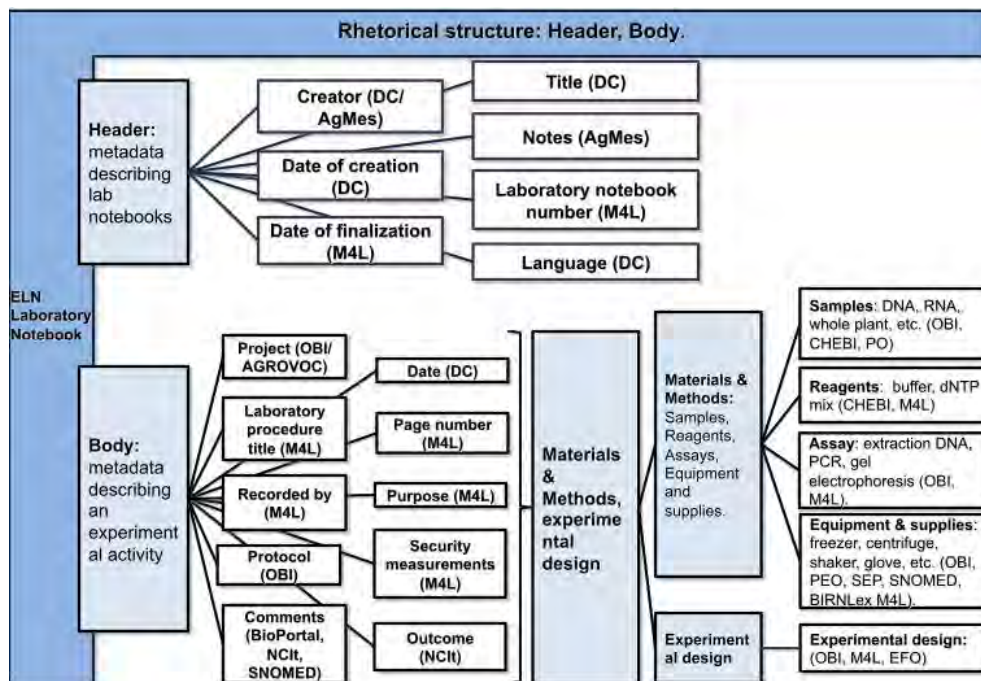 Rhetorical structure: Header, Body.
ELN
Laboratory
Notebook
Header:
metadata
describing
lab
notebooks
Creator (DC/
AgMes)
Date of creation
(DC)
Date of finalization
(M4L)
Title (DC)
Notes (AgMes)
Laboratory notebook
number (M4L)
Language (DC)
Body:
metadata
describing
an
experiment
al activity
Project (OBI/
AGROVOC)
Laboratory
procedure
title (M4L)
Recorded by
(M4L)
Protocol
(OBI)
Comments
(BioPortal,
NCIt,
SNOMED)
Date (DC)
Page number
(M4L)
Purpose (M4L)
Security
measurements
(M4L)
Outcome
(NCIt)
Materials
&
Methods,
experime
ntal
design
Materials &
Methods:
Samples,
Reagents,
Assays,
Equipment
and
supplies.
Experiment
al design
Samples: DNA, RNA,
whole plant, etc. (OBI,
CHEBI, PO)
Reagents: buffer, dNTP
mix (CHEBI, M4L)
Assay: extraction DNA,
PCR, gel
electrophoresis (OBI,
M4L).
Equipment & supplies:
freezer, centrifuge,
shaker, glove, etc. (OBI,
PEO, SEP, SNOMED,
BIRNLex M4L).
Experimental design:
(OBI, M4L, EFO)